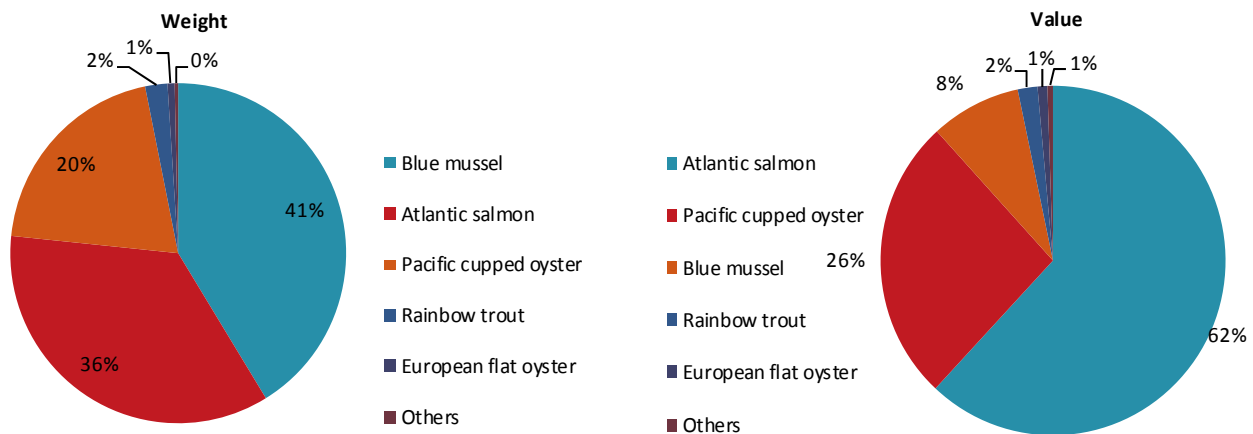 Weight
1%
0%
2%
20%
41%
36%
Blue mussel
Atlantic salmon
Pacific cupped oyster
Rainbow trout
European flat oyster
Others
Value
2%
1%
1%
8%
26%
62%
Atlantic salmon
Pacific cupped oyster
Blue mussel
Rainbow trout
European flat oyster
Others